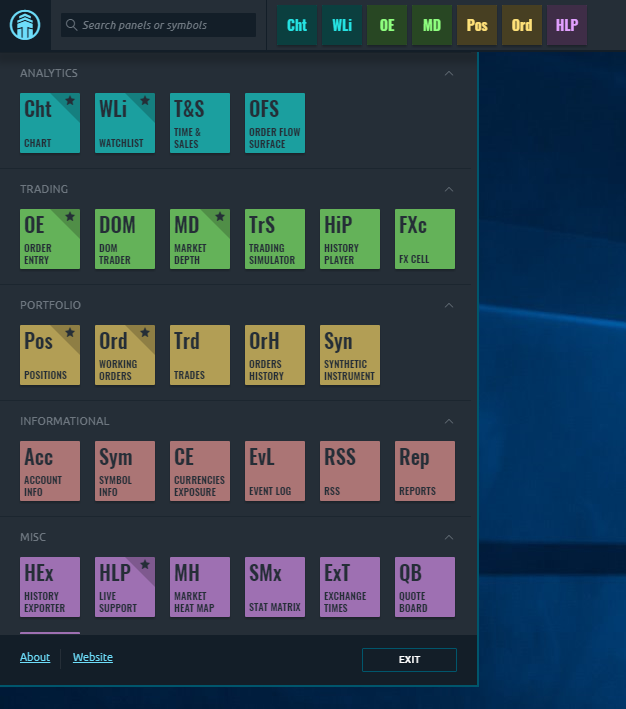 Search panels or symbols
Cht WLi OE MD Pos Ord HLP
ANALYTICS
Cht WLi T&S OFS
CHART WATCHLIST TIME & SALES ORDER FLOW SURFACE
TRADING
OE DOM MD TrS HiP FXc
ORDER ENTRY DOM TRADER MARKET DEPTH TRADING SIMULATOR HISTORY PLAYER FX CELL
PORTFOLIO
Pos Ord Trd OrH Syn
POSITIONS WORKING ORDERS TRADES ORDERS HISTORY SYNTHETIC INSTRUMENT
INFORMATIONAL
Acc Sym CE EvL RSS Rep
ACCOUNT INFO SYMBOL INFO CURRENCIES EXPOSURE EVENT LOG RSS REPORTS
MISC
HEx HLP MH SMx ExT QB
HISTORY EXPORTER LIVE SUPPORT MARKET HEAT MAP STAT MATRIX EXCHANGE TIMES QUOTE BOARD
About Website EXIT